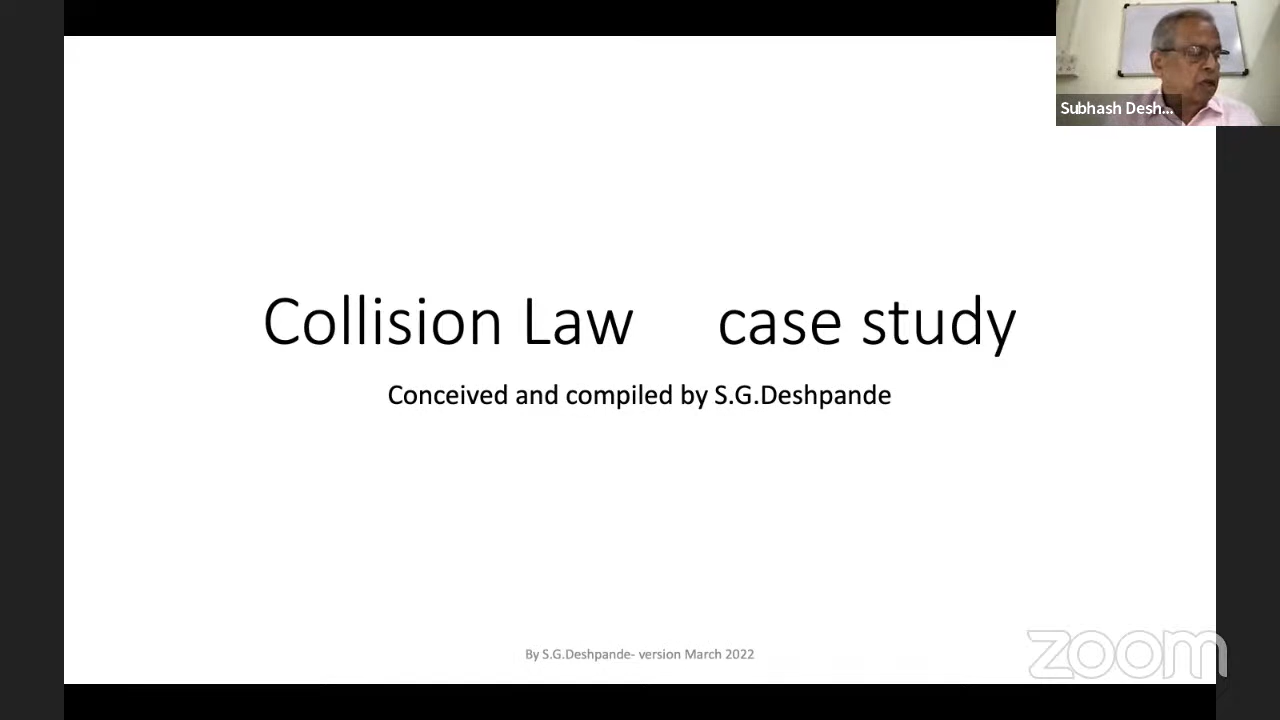 Subhash Desh...
Collision Law case study
Conceived and compiled by S.G.Deshpande
By S.G.Deshpande- version March 2022
zoom